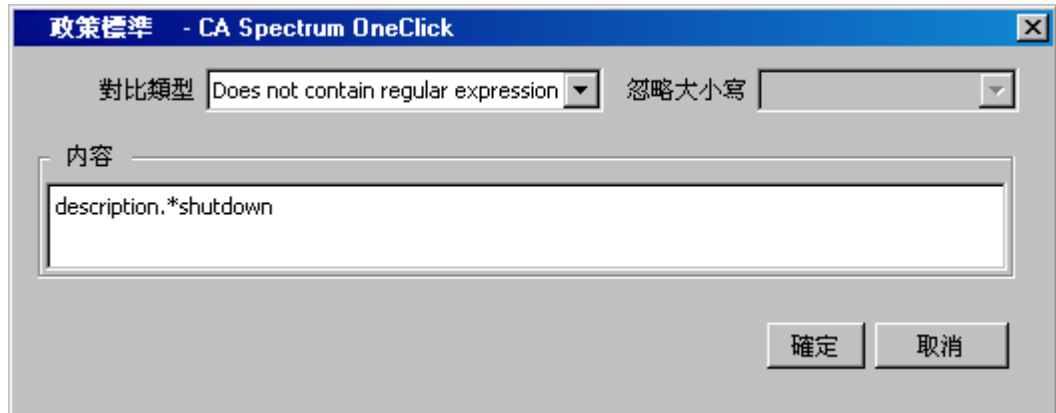 政策標準 - CA Spectrum OneClick
對比類型 Does not contain regular expression 忽略大小寫
內容
description.*shutdown
確定 取消